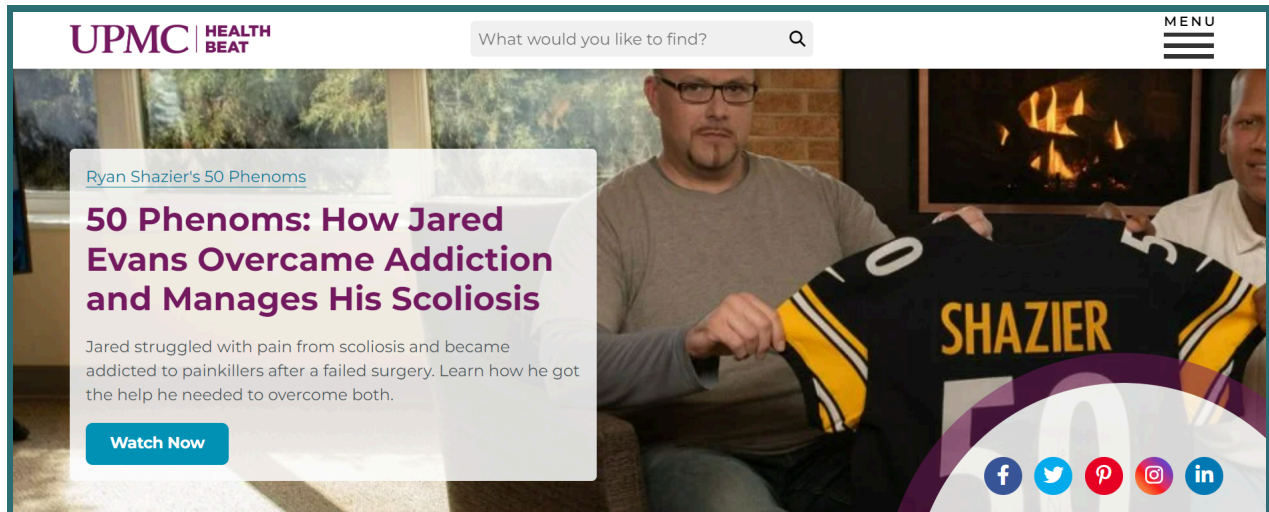 UPMC HEALTH BEAT
What would you like to find?
MENU
Ryan Shazier's 50 Phenoms
50 Phenoms: How Jared
Evans Overcame Addiction
and Manages His Scoliosis
Jared struggled with pain from scoliosis and became
addicted to painkillers after a failed surgery. Learn how he got
the help he needed to overcome both.
Watch Now
50
50
SHAZIER
50